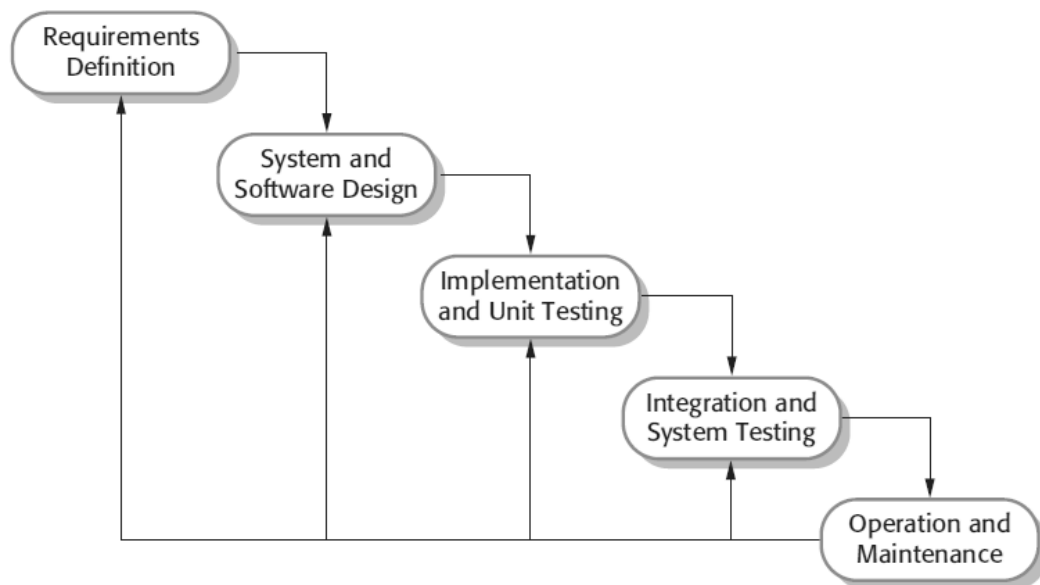 Requirements
Definition
System and
Software Design
Implementation
and Unit Testing
Integration and
System Testing
Operation and
Maintenance